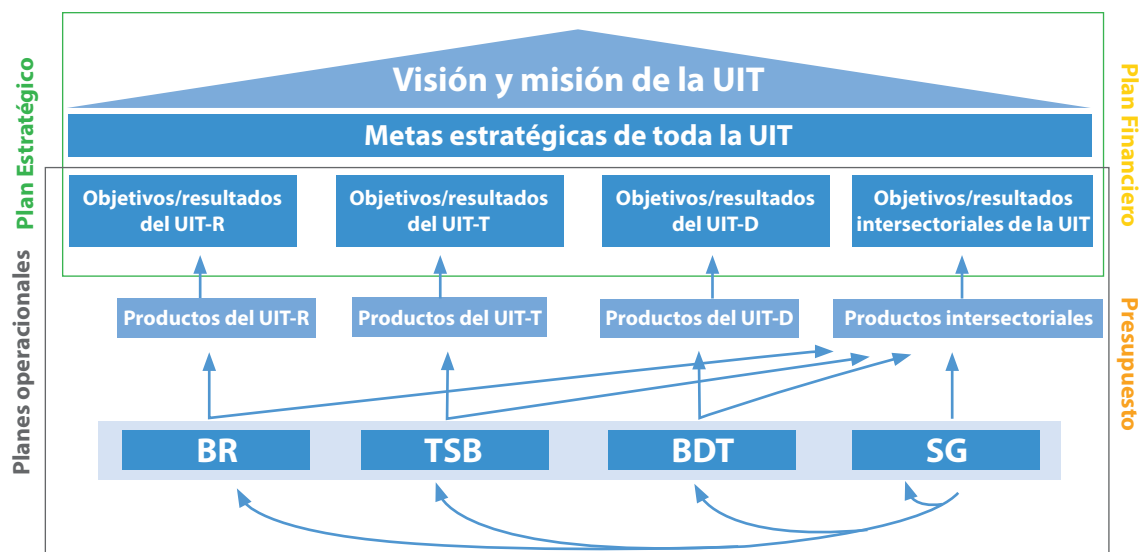 Visión y misión de la UIT
Metas estratégicas de toda la UIT
Plan Estratégico
Plan Financiero
Objetivos/resultados
del UIT-R
Objetivos/resultados
del UIT-T
Objetivos/resultados
del UIT-D
Objetivos/resultados
intersectoriales de la UIT
Planes operacionales
Presupuesto
Productos del UIT-R
Productos del UIT-T
Productos del UIT-D
Productos intersectoriales
BR
TSB
BDT
SG